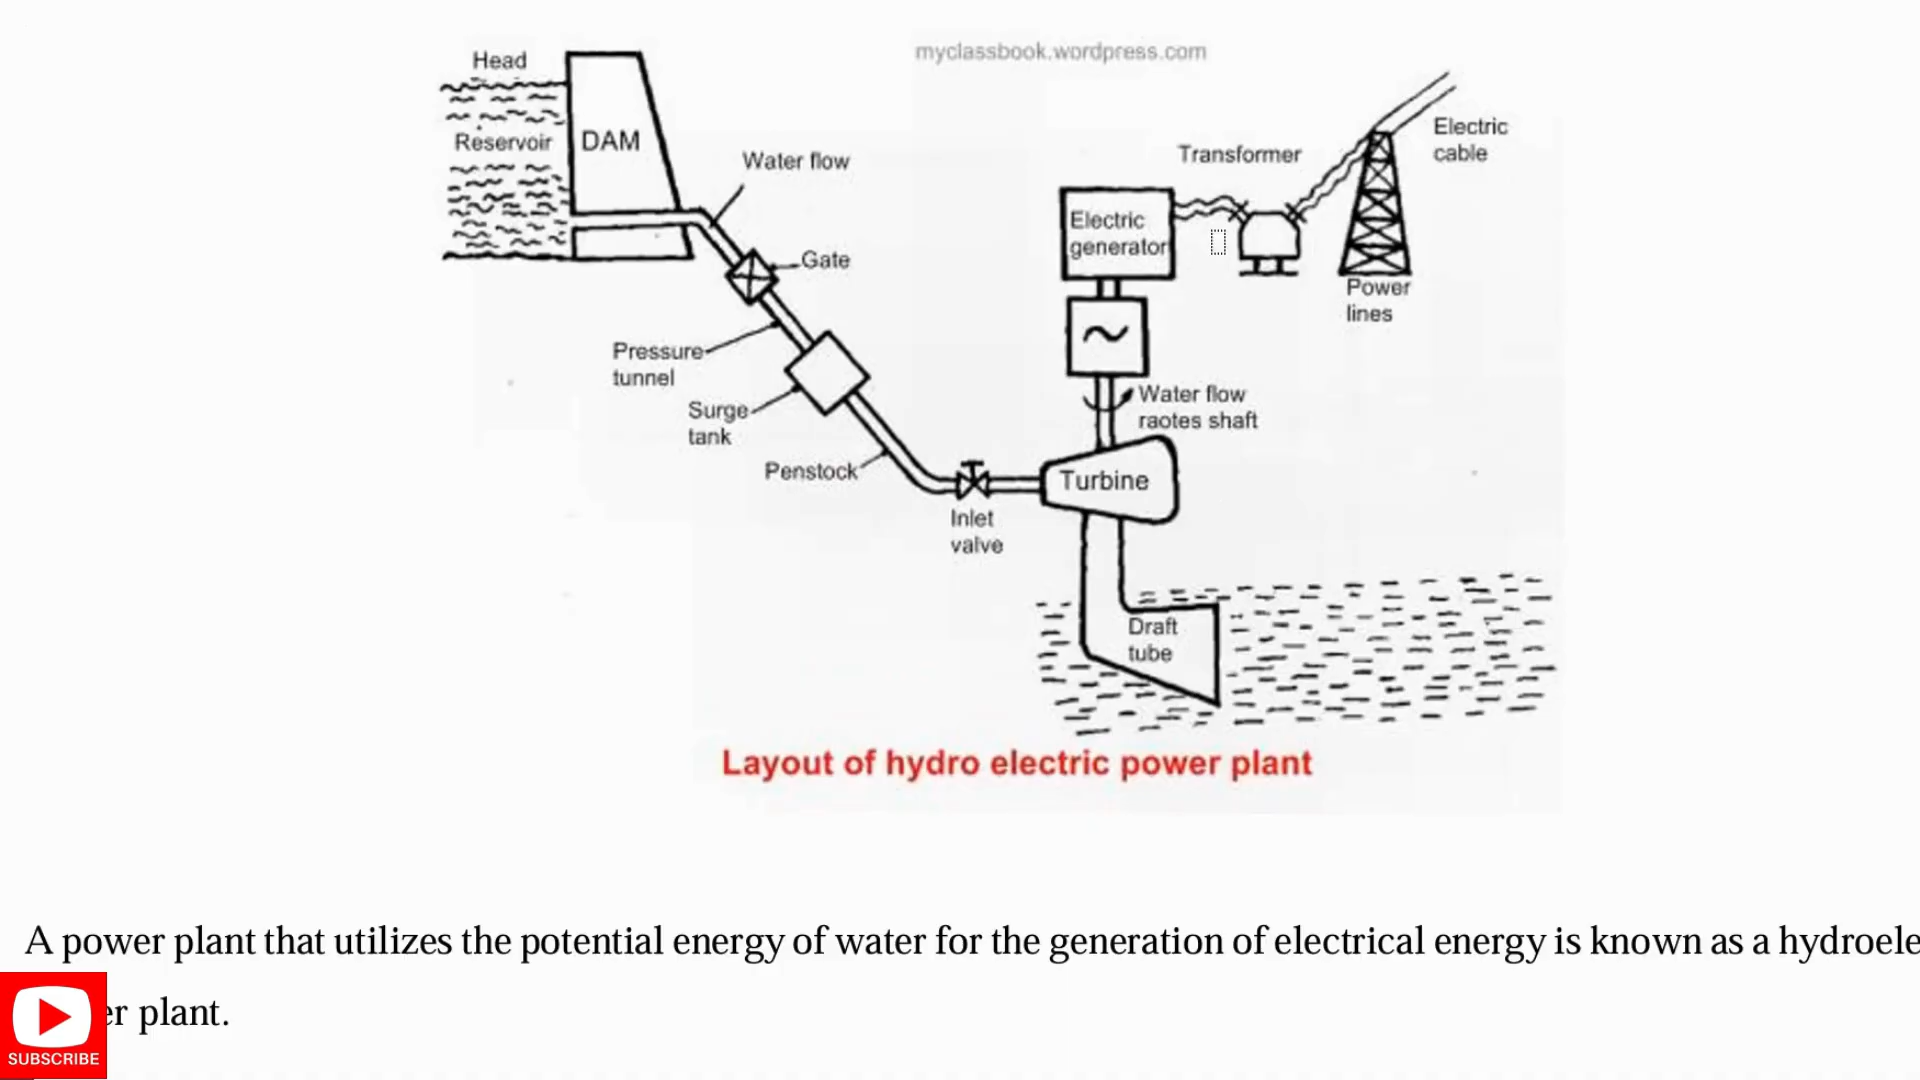 myclassbook.wordpress.com
Head
Reservoir
DAM
Water flow
Gate
Pressure
tunnel
Surge
tank
Penstock
Inlet
valve
Turbine
Water flow
raotes shaft
Electric
generator
Transformer
Electric
cable
Power
lines
Draft
tube
Layout of hydro electric power plant
A power plant that utilizes the potential energy of water for the generation of electrical energy is known as a hydroele
er plant.
SUBSCRIBE